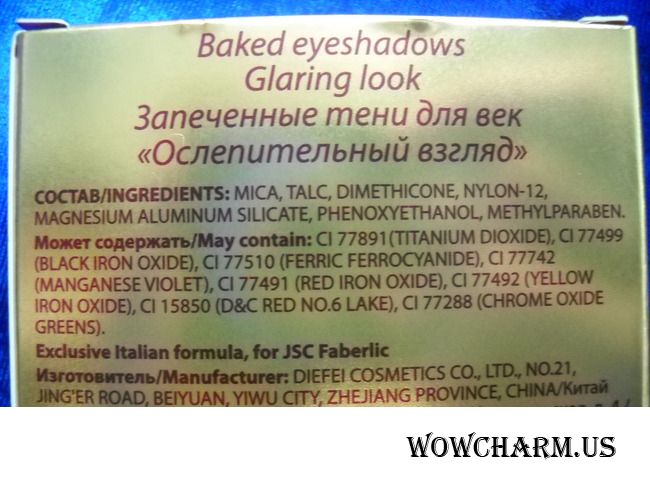 Baked eyeshadows
Glaring look
Запеченные тени для век
«Ослепительный взгляд»
СОСТАВ/INGREDIENTS: MICA, TALC, DIMETHICONE, NYLON-12,
MAGNESIUM ALUMINUM SILICATE, PHENOXYETHANOL, METHYLPARABEN.
Может содержать/May contain: CI 77891(TITANIUM DIOXIDE), CI 77499
(BLACK IRON OXIDE), CI 77510 (FERRIC FERROCYANIDE), CI 77742
(MANGANESE VIOLET), CI 77491 (RED IRON OXIDE), CI 77492 (YELLOW
IRON OXIDE), CI 15850 (D&C RED NO.6 LAKE), CI 77288 (CHROME OXIDE
GREENS).
Exclusive Italian formula, for JSC Faberlic
Изготовитель/Manufacturer: DIEFEI COSMETICS CO., LTD., NO.21,
JING'ER ROAD, BEIYUAN, YIWU CITY, ZHEJIANG PROVINCE, CHINA/Китай
WOWCHARM.US